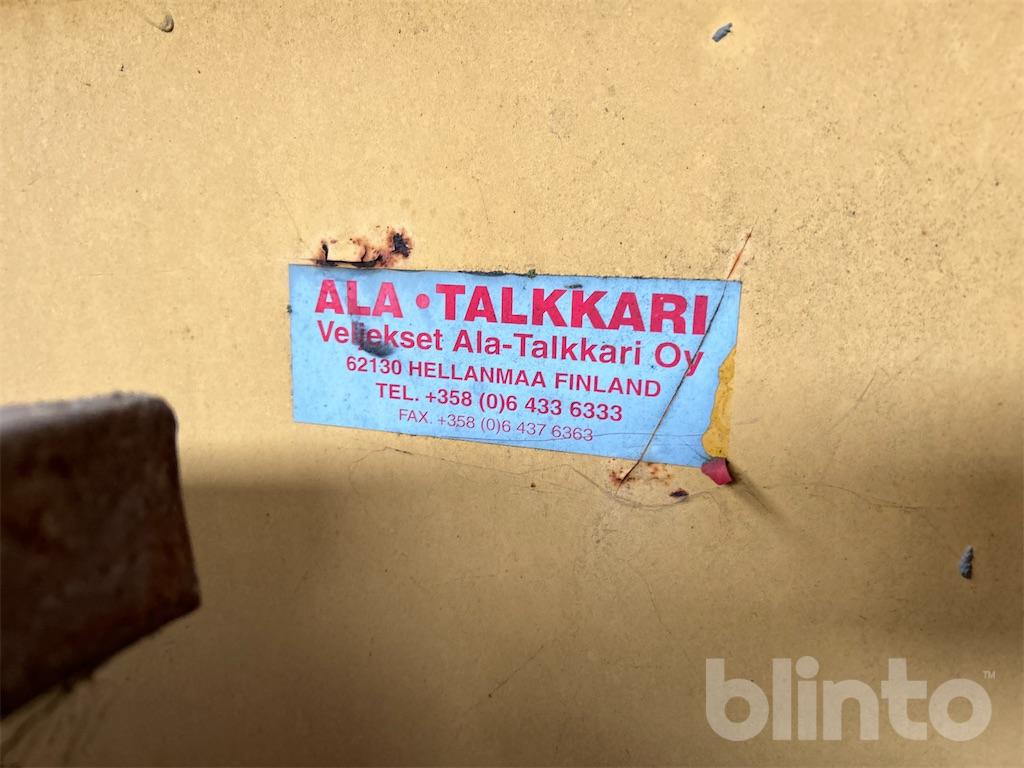 ALA • TALKKARI
Veljekset Ala-Talkkari Oy
62130 HELLANMAA FINLAND
TEL. +358 (0)6 433 6333
FAX. +358 (0)6 437 6363
blinto™